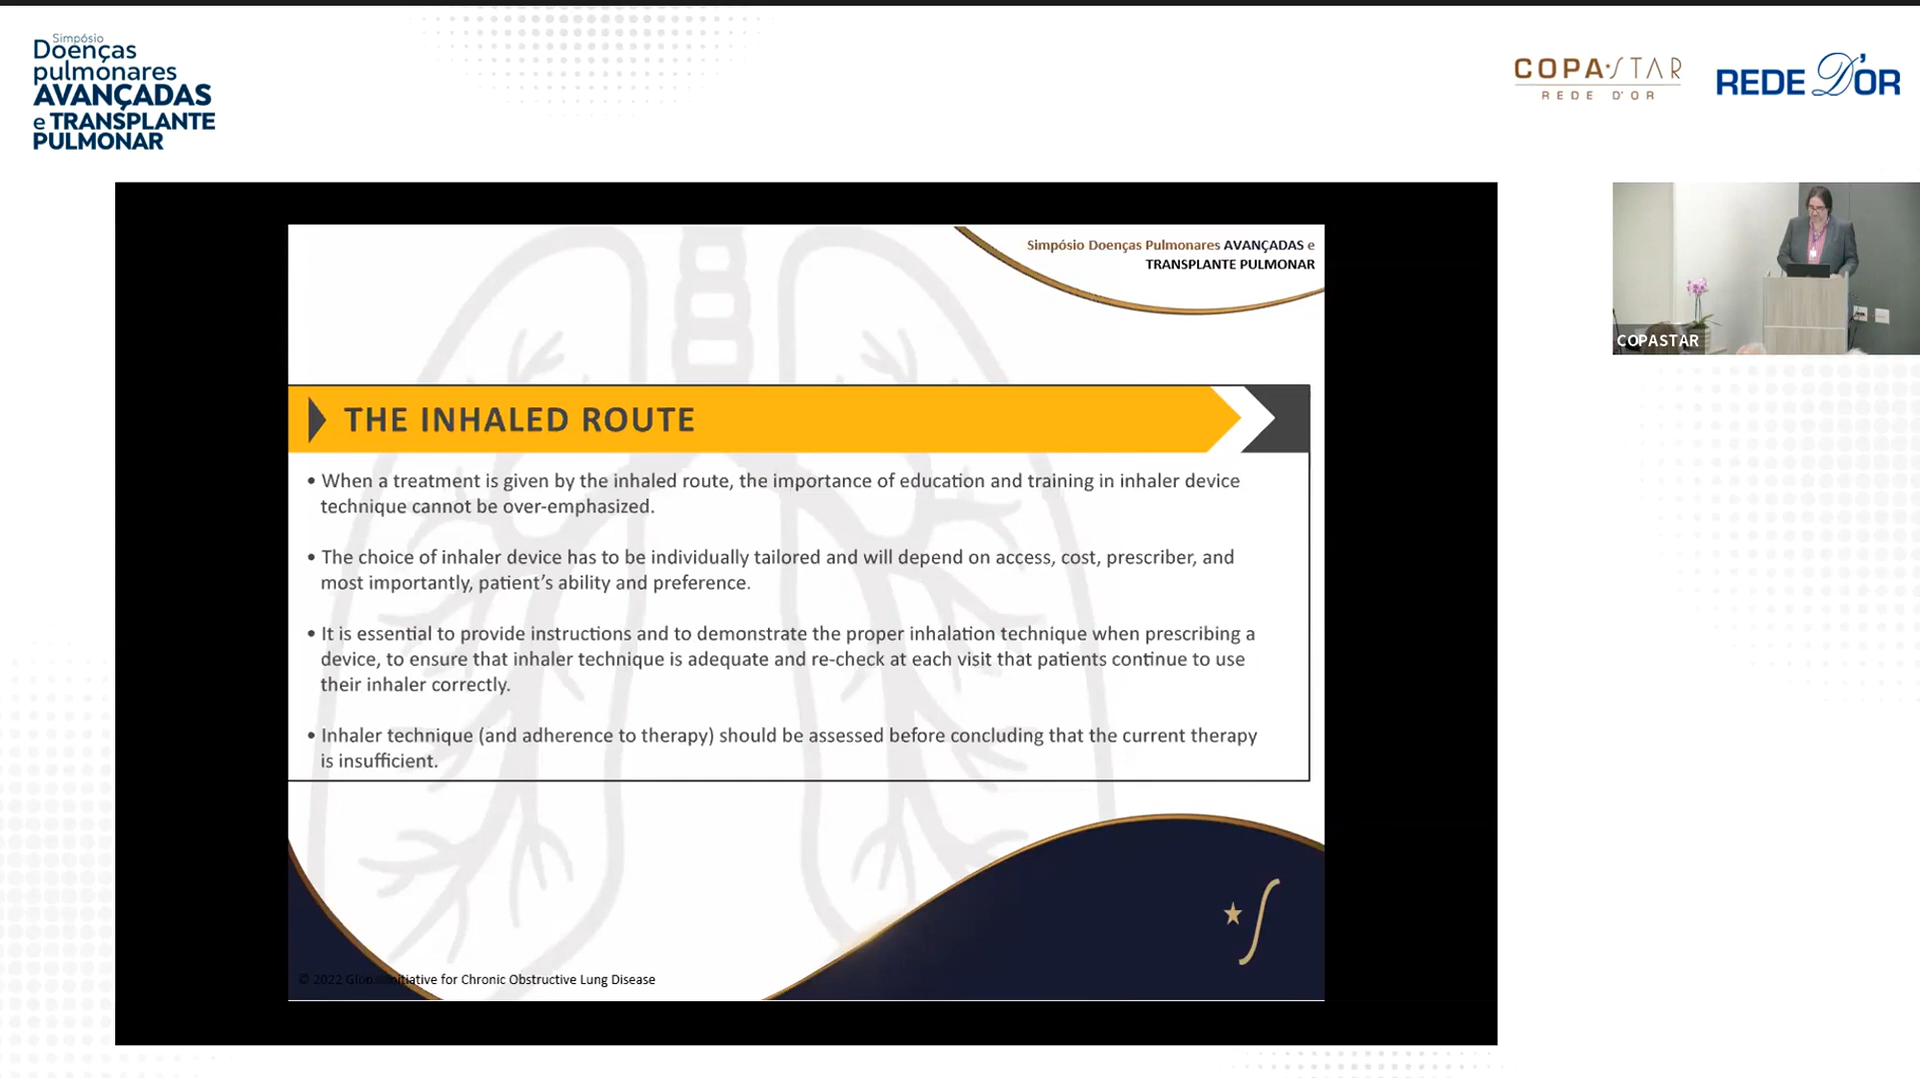 Simpósio
Doenças
pulmonares
AVANÇADAS
e TRANSPLANTE
PULMONAR
COPA STAR
REDE D'OR
REDE D'OR
Simpósio Doenças Pulmonares AVANÇADAS e
TRANSPLANTE PULMONAR
THE INHALED ROUTE
• When a treatment is given by the inhaled route, the importance of education and training in inhaler device
technique cannot be over-emphasized.
• The choice of inhaler device has to be individually tailored and will depend on access, cost, prescriber, and
most importantly, patient’s ability and preference.
• It is essential to provide instructions and to demonstrate the proper inhalation technique when prescribing a
device, to ensure that inhaler technique is adequate and re-check at each visit that patients continue to use
their inhaler correctly.
• Inhaler technique (and adherence to therapy) should be assessed before concluding that the current therapy
is insufficient.
© 2022 Global Initiative for Chronic Obstructive Lung Disease
COPASTAR